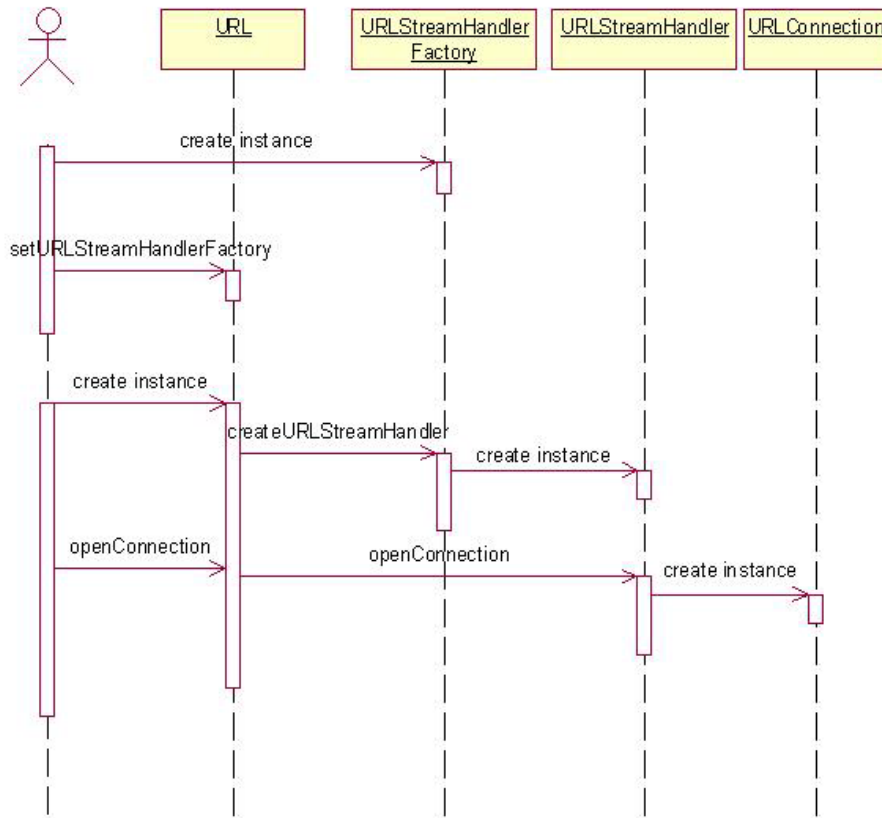 URL
URLStreamHandler
Factory
URLStreamHandler
URLConnection
create instance
setURLStreamHandlerFactory
create instance
createURLStreamHandler
create instance
openConnection
openConnection
create instance